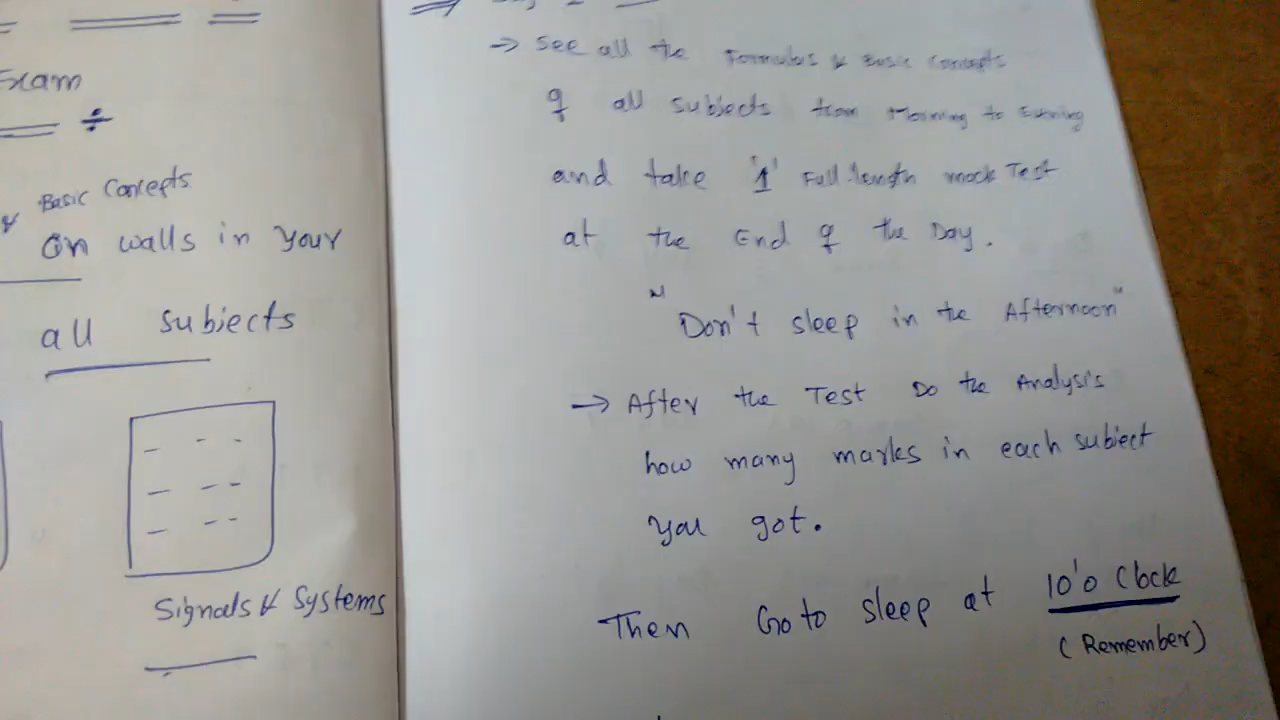 Exam
& Basic Concepts
On walls in your
all subjects
Signals & Systems
→ See all the Formulas & Basic Concepts
of all subjects from Morning to Evening
and take '1' Full length mock Test
at the End of the Day.
"Don't sleep in the Afternoon"
→ After the Test Do the Analysis
how many marks in each subject
you got.
Then Go to sleep at 10'o Clock
(Remember)